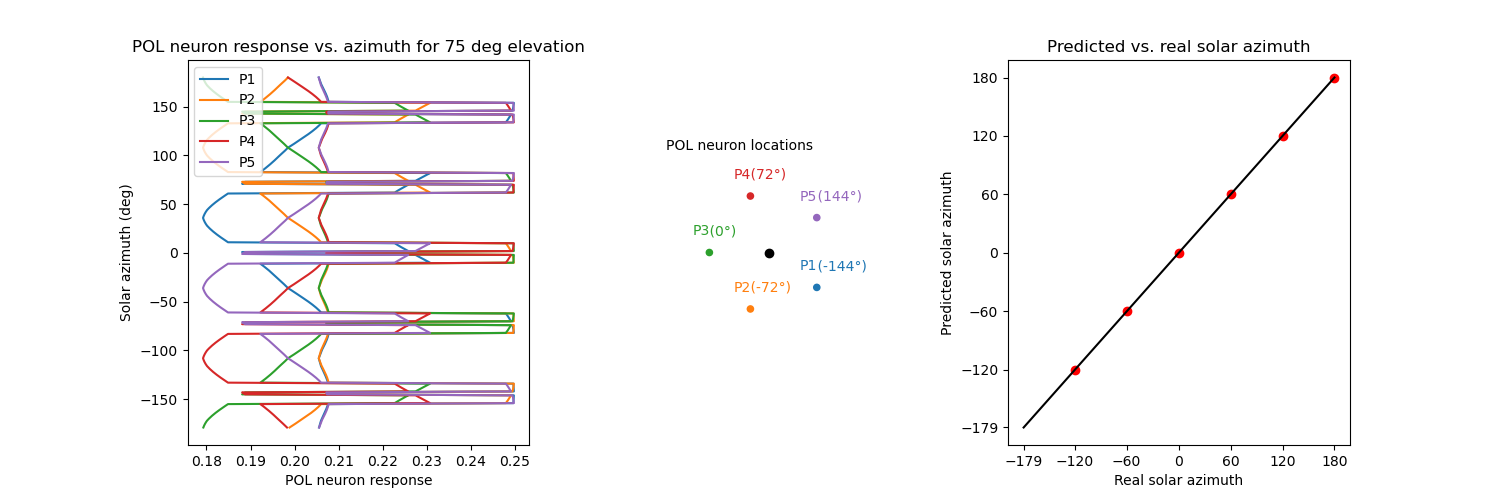 POL neuron response vs. azimuth for 75 deg elevation
P1
P2
P3
P4
P5
150
100
50
0
−50
−100
−150
Solar azimuth (deg)
0.18 0.19 0.20 0.21 0.22 0.23 0.24 0.25
POL neuron response
POL neuron locations
P4(72°)
P5(144°)
P3(0°)
P1(-144°)
P2(-72°)
Predicted vs. real solar azimuth
180
120
60
0
−60
−120
−179
Predicted solar azimuth
−179 −120 −60 0 60 120 180
Real solar azimuth